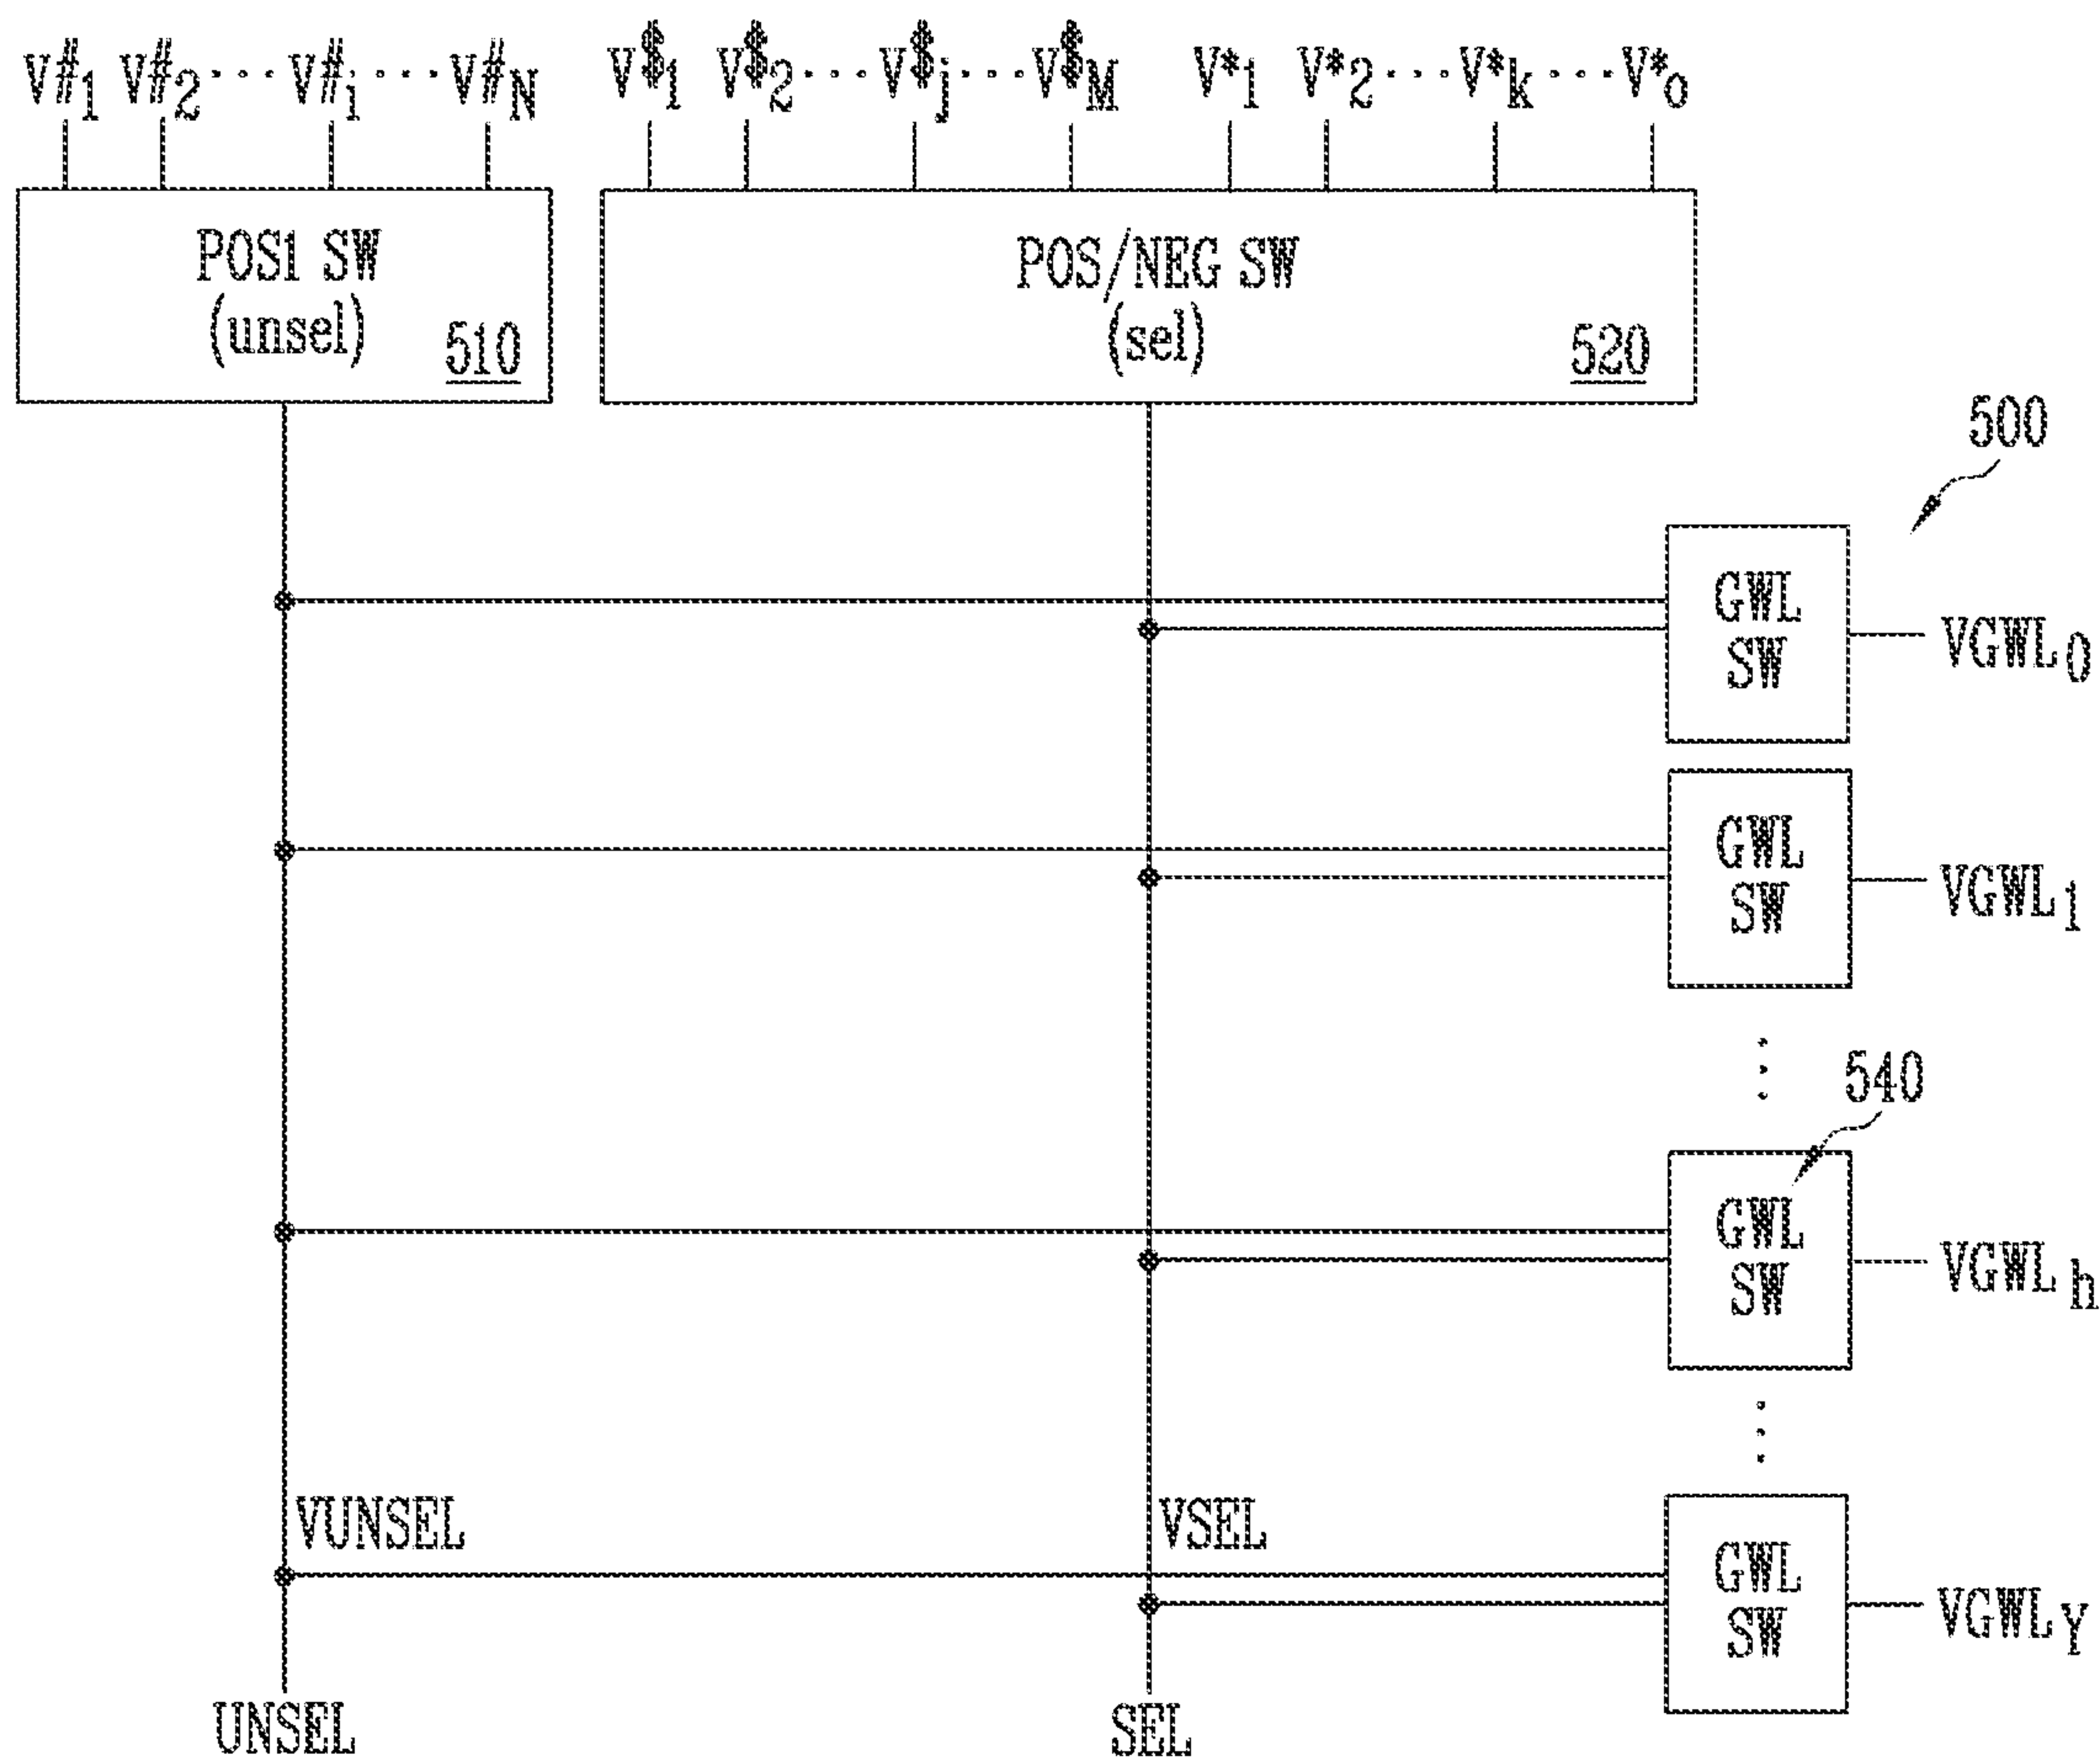 V#1 V#2 ··· V#i ··· V#N V$1 V$2 ··· V$j ··· V$M V*1 V*2 ··· V*k ··· V*o
POS1 SW
(unsel)
510
POS/NEG SW
(sel)
520
500
GWL
SW
VGWL0
GWL
SW
VGWL1
540
GWL
SW
VGWLh
VUNSEL
VSEL
GWL
SW
VGWLY
UNSEL
SEL